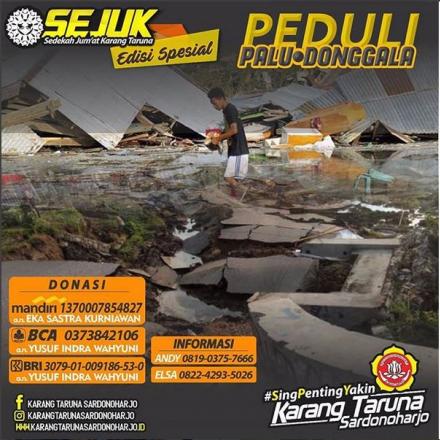 SEJUK
Sedekah Jum'at Karang Taruna
Edisi Spesial
PEDULI
PALU•DONGGALA
DONASI
mandiri 1370007854827
a.n. EKA SASTRA KURNIAWAN
BCA 0373842106
a.n. YUSUF INDRA WAHYUNI
BRI 3079-01-009186-53-0
a.n. YUSUF INDRA WAHYUNI
INFORMASI
ANDY 0819-0375-7666
ELSA 0822-4293-5026
#SingPentingYakin
Karang Taruna
Sardonoharjo
KARANG TARUNA SARDONOHARJO
KARANGTARUNASARDONOHARJO
WWW.KARANGTARUNASARDONOHARJO.ID